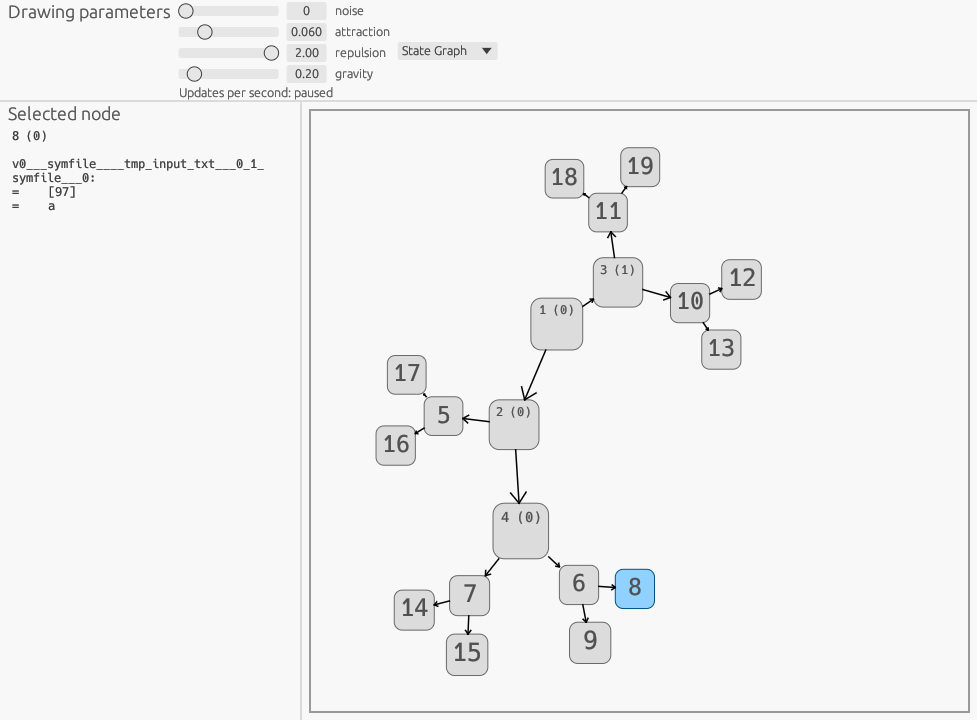 Drawing parameters
0 noise
0.060 attraction
2.00 repulsion
State Graph
0.20 gravity
Updates per second: paused
Selected node
8 (0)
v0___symfile____tmp_input_txt___0_1_
symfile___0:
= [97]
= a
19
18
11
3 (1)
12
10
1 (0)
13
17
5
2 (0)
16
4 (0)
6
8
7
14
9
15